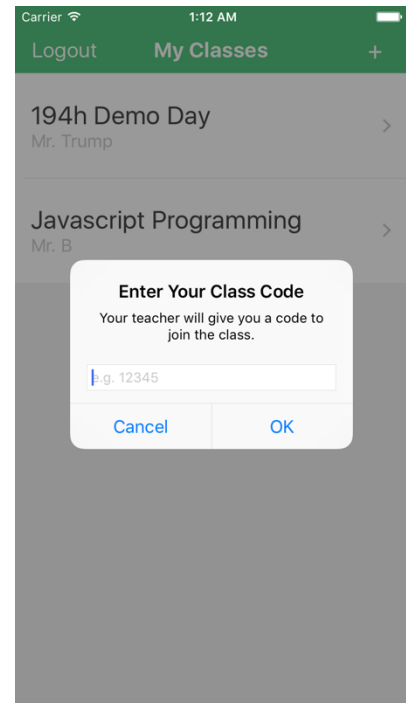 Carrier 1:12 AM
Logout My Classes +
194h Demo Day
Mr. Trump
Javascript Programming
Mr. B
Enter Your Class Code
Your teacher will give you a code to
join the class.
e.g. 12345
Cancel OK